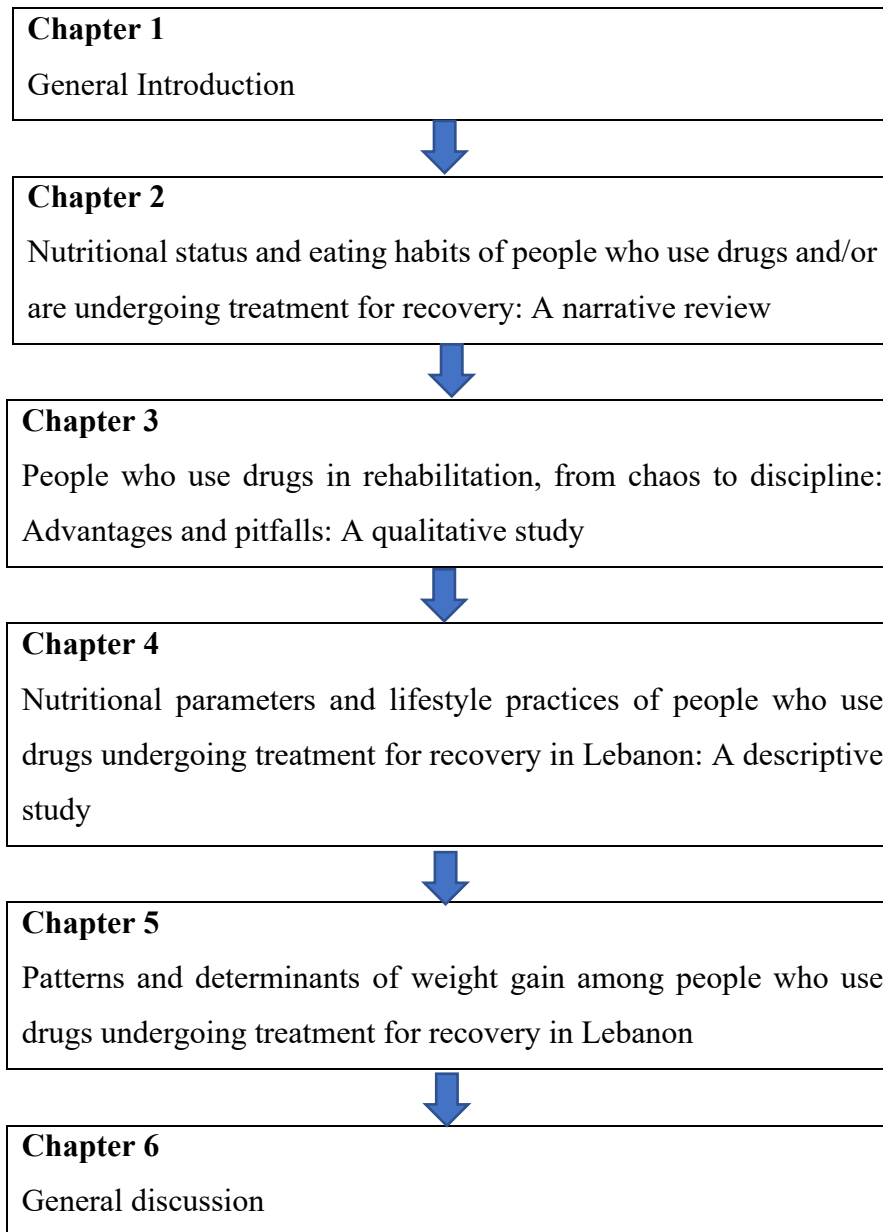 Chapter 1
General Introduction
Chapter 2
Nutritional status and eating habits of people who use drugs and/or
are undergoing treatment for recovery: A narrative review
Chapter 3
People who use drugs in rehabilitation, from chaos to discipline:
Advantages and pitfalls: A qualitative study
Chapter 4
Nutritional parameters and lifestyle practices of people who use
drugs undergoing treatment for recovery in Lebanon: A descriptive
study
Chapter 5
Patterns and determinants of weight gain among people who use
drugs undergoing treatment for recovery in Lebanon
Chapter 6
General discussion